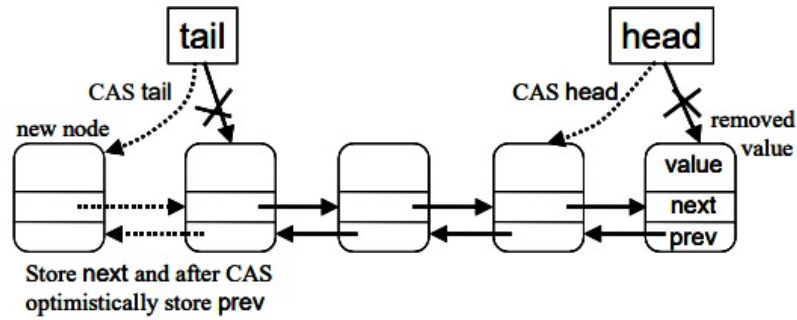 tail
head
CAS tail
CAS head
new node
removed
value
value
next
prev
Store next and after CAS
optimistically store prev